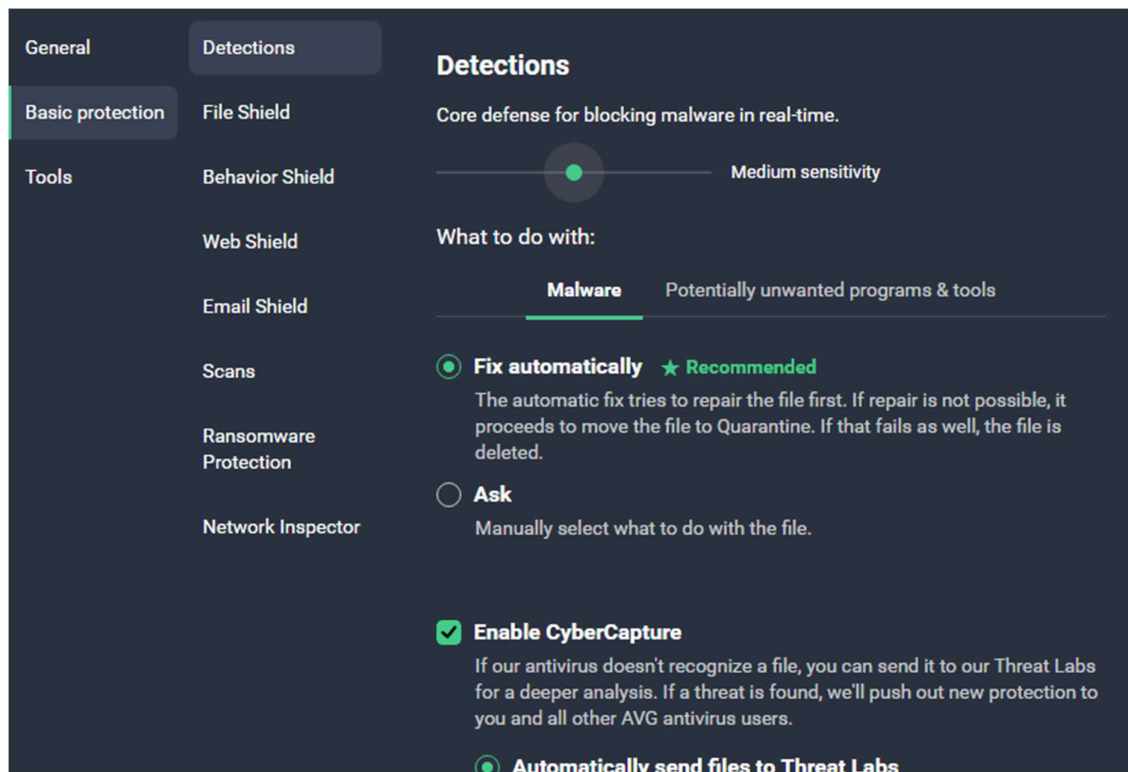 General
Basic protection
Tools
Detections
File Shield
Behavior Shield
Web Shield
Email Shield
Scans
Ransomware
Protection
Network Inspector
Detections
Core defense for blocking malware in real-time.
Medium sensitivity
What to do with:
Malware
Potentially unwanted programs & tools
Fix automatically ★ Recommended
The automatic fix tries to repair the file first. If repair is not possible, it
proceeds to move the file to Quarantine. If that fails as well, the file is
deleted.
Ask
Manually select what to do with the file.
Enable CyberCapture
If our antivirus doesn't recognize a file, you can send it to our Threat Labs
for a deeper analysis. If a threat is found, we'll push out new protection to
you and all other AVG antivirus users.
Automatically send files to Threat Labs